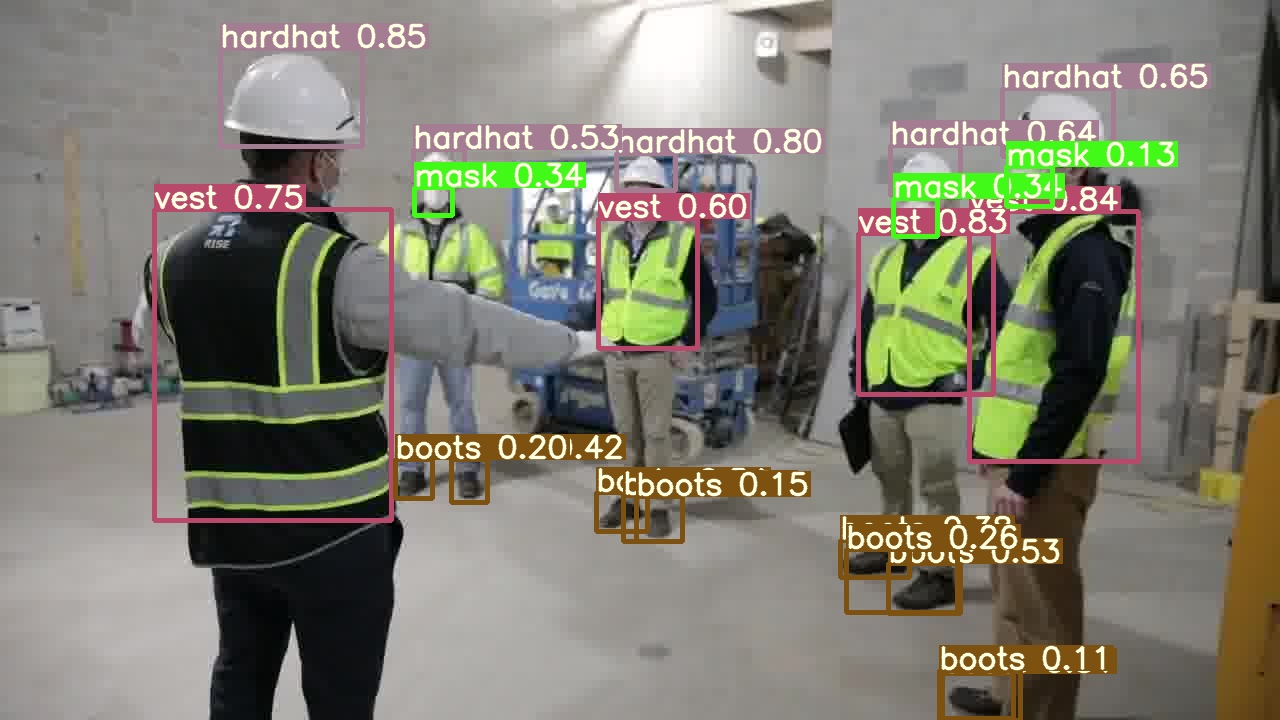 hardhat 0.85
hardhat 0.65
hardhat 0.53
hardhat 0.80
hardhat 0.64
mask 0.13
mask 0.34
mask 0.34
vest 0.75
vest 0.60
vest 0.84
vest 0.83
RISE
boots 0.20
.42
boots 0.15
boots 0.26
boots 0.53
boots 0.11